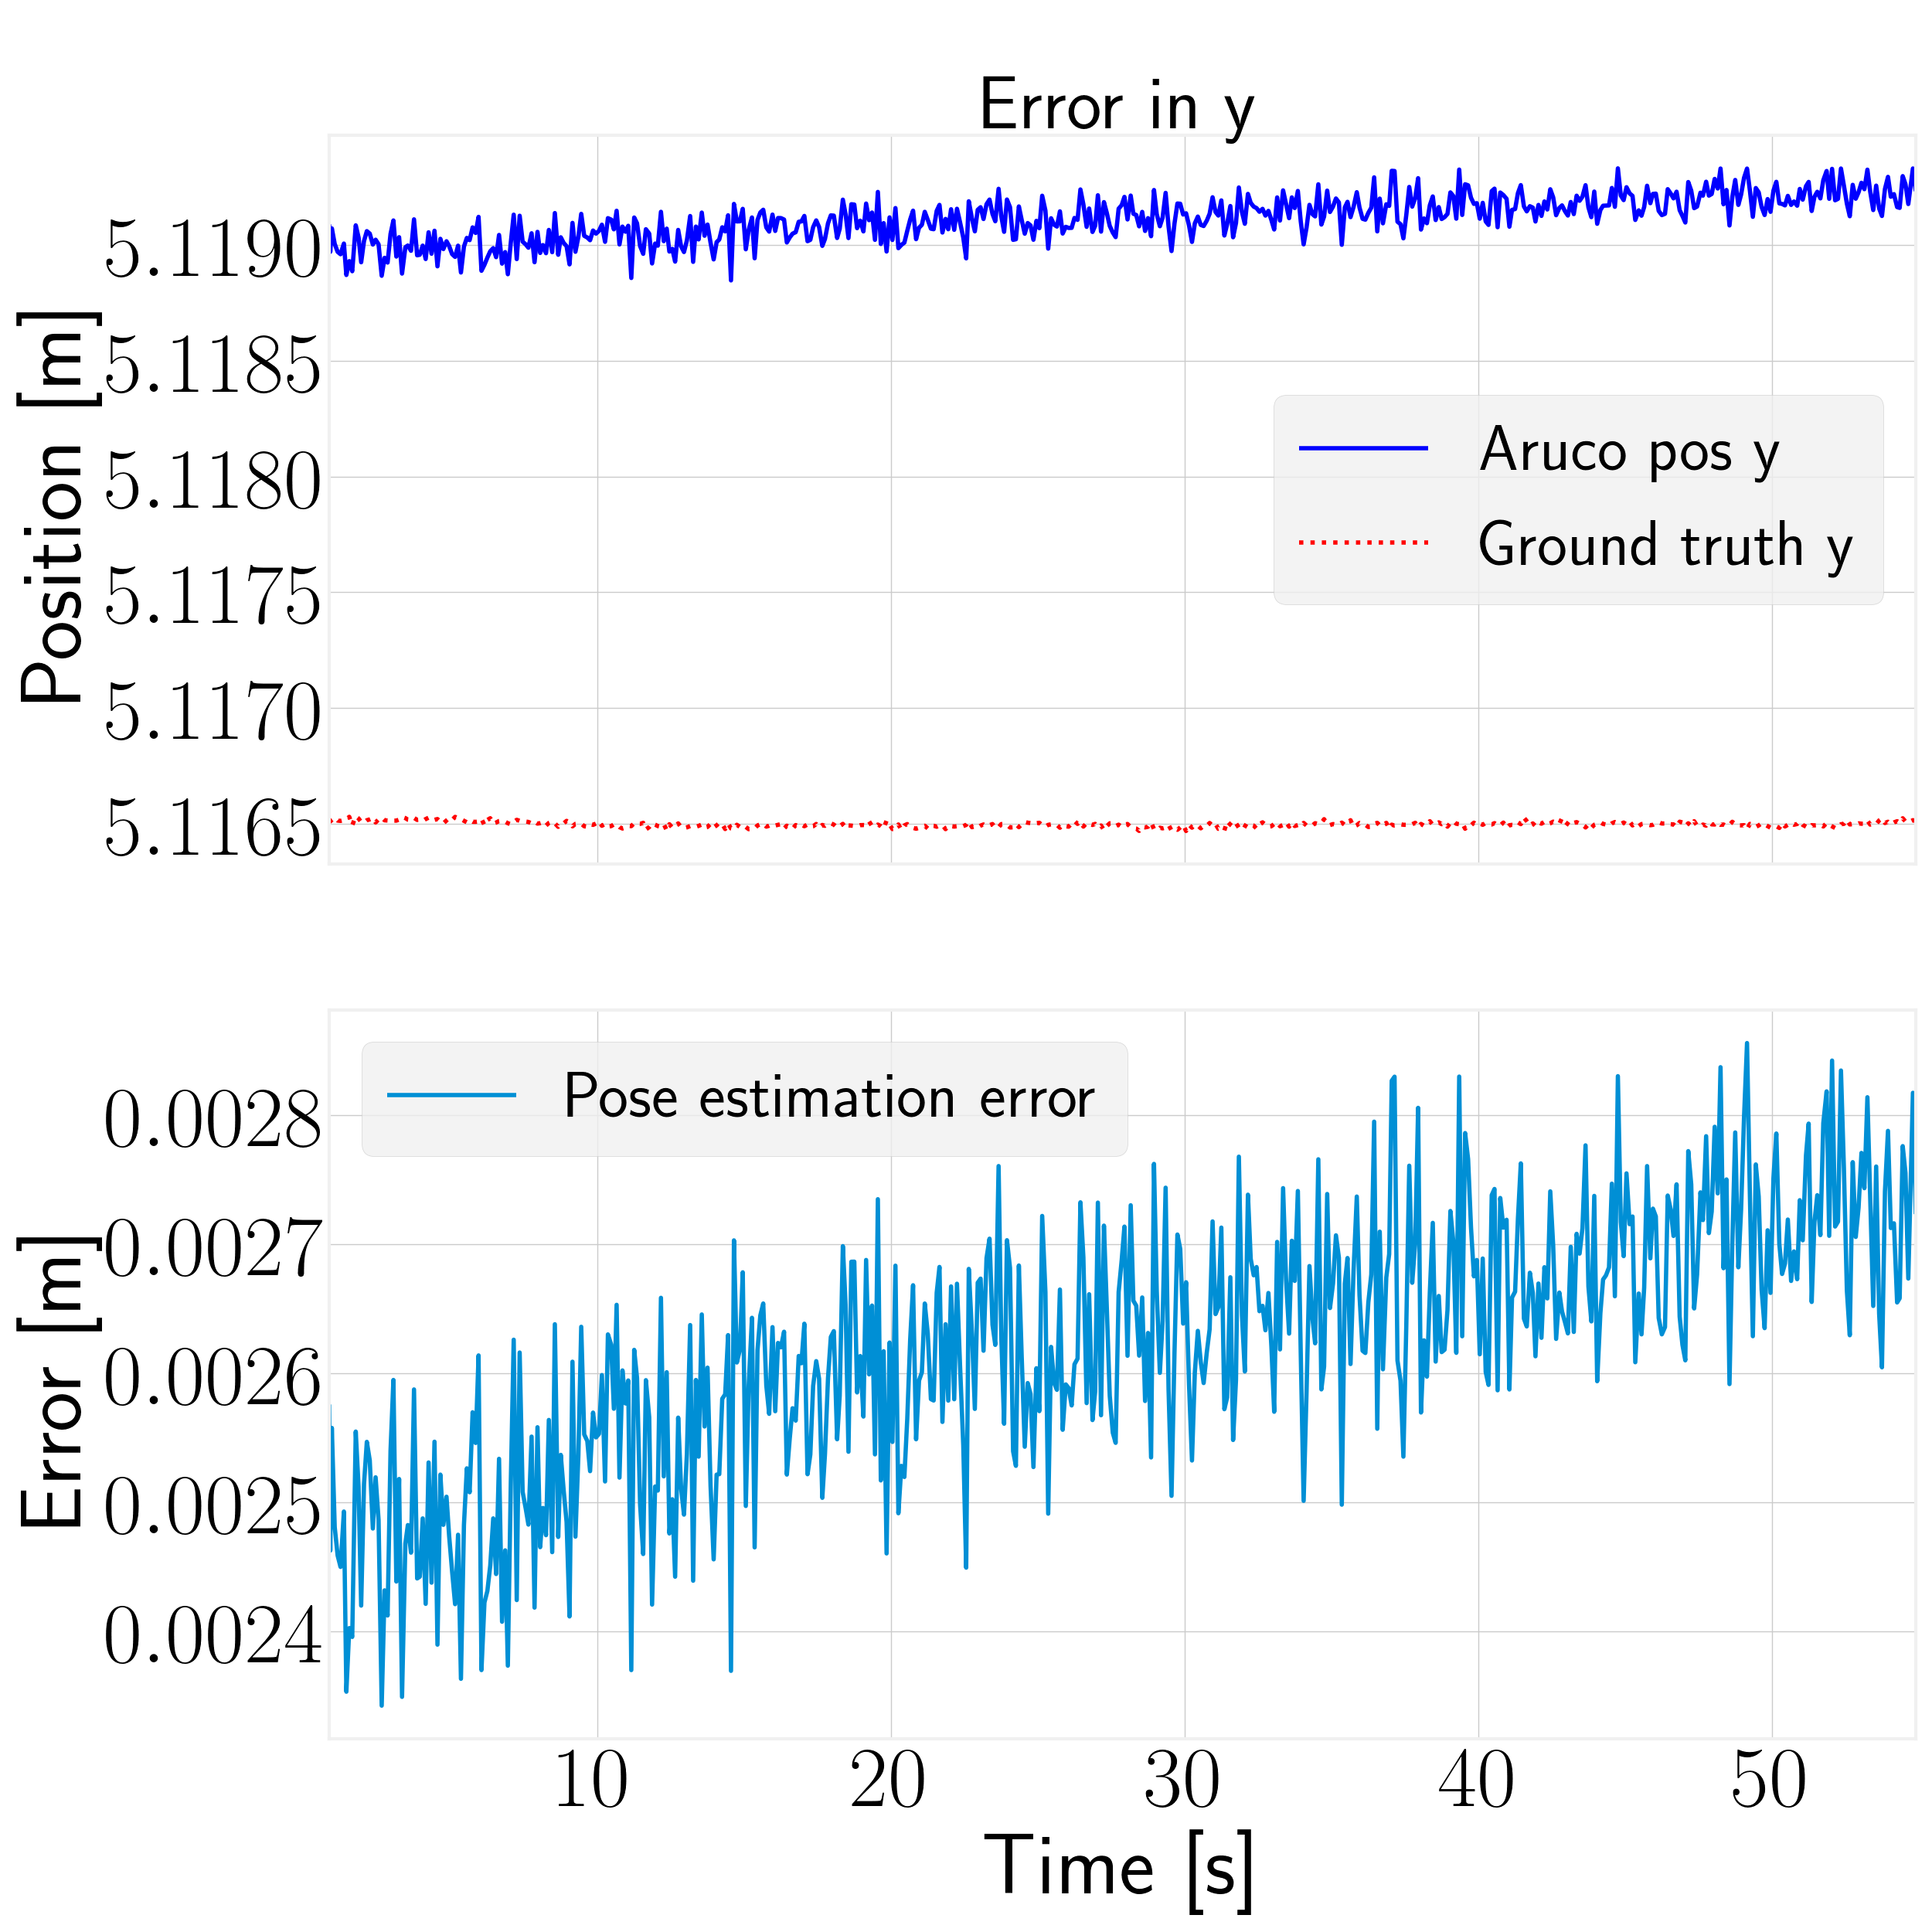 Error in y
Position [m]
5.1190
5.1185
5.1180
5.1175
5.1170
5.1165
Aruco pos y
Ground truth y
Error [m]
0.0028
0.0027
0.0026
0.0025
0.0024
Pose estimation error
10 20 30 40 50
Time [s]